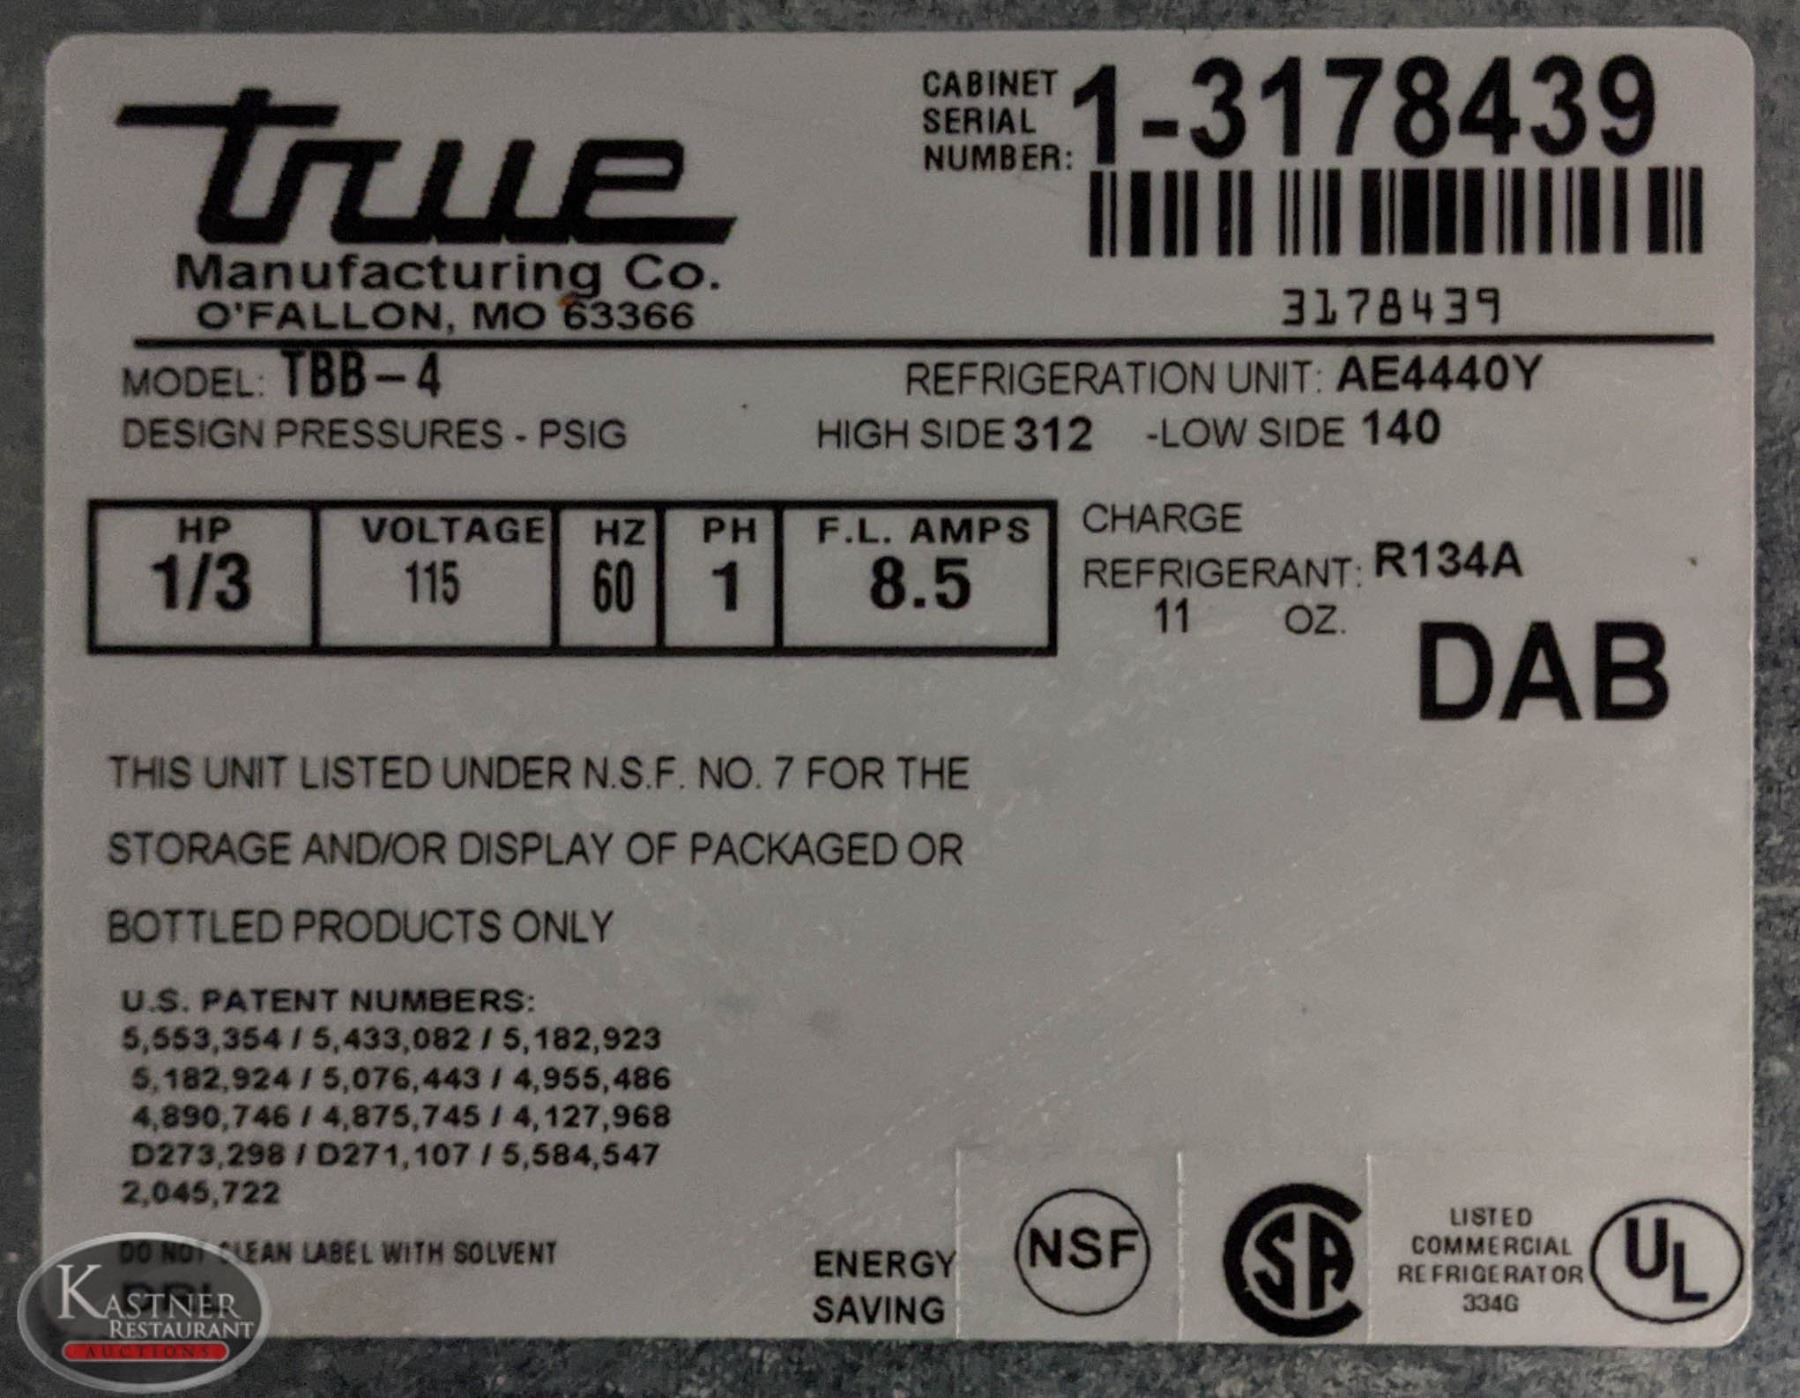 true
Manufacturing Co.
O'FALLON, MO 63366
CABINET
SERIAL
NUMBER: 1-3178439
3178439
MODEL: TBB-4 REFRIGERATION UNIT: AE4440Y
DESIGN PRESSURES - PSIG HIGH SIDE 312 -LOW SIDE 140
HP VOLTAGE HZ PH F.L. AMPS
1/3 115 60 1 8.5
CHARGE
REFRIGERANT: R134A
11 OZ.
DAB
THIS UNIT LISTED UNDER N.S.F. NO. 7 FOR THE
STORAGE AND/OR DISPLAY OF PACKAGED OR
BOTTLED PRODUCTS ONLY
U.S. PATENT NUMBERS:
5,553,354 / 5,433,082 / 5,182,923
5,182,924 / 5,076,443 / 4,955,486
4,890,746 / 4,875,745 / 4,127,968
D273,298 / D271,107 / 5,584,547
2,045,722
DO NOT CLEAN LABEL WITH SOLVENT
ENERGY
SAVING
NSF
SA
LISTED
COMMERCIAL
REFRIGERATOR
334G
UL
KASTNER
RESTAURANT
AUCTIONS